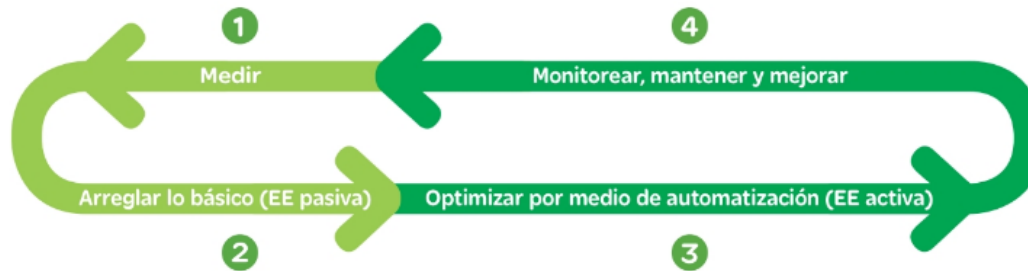 1
Medir
4
Monitorear, mantener y mejorar
Arreglar lo básico (EE pasiva)
2
Optimizar por medio de automatización (EE activa)
3